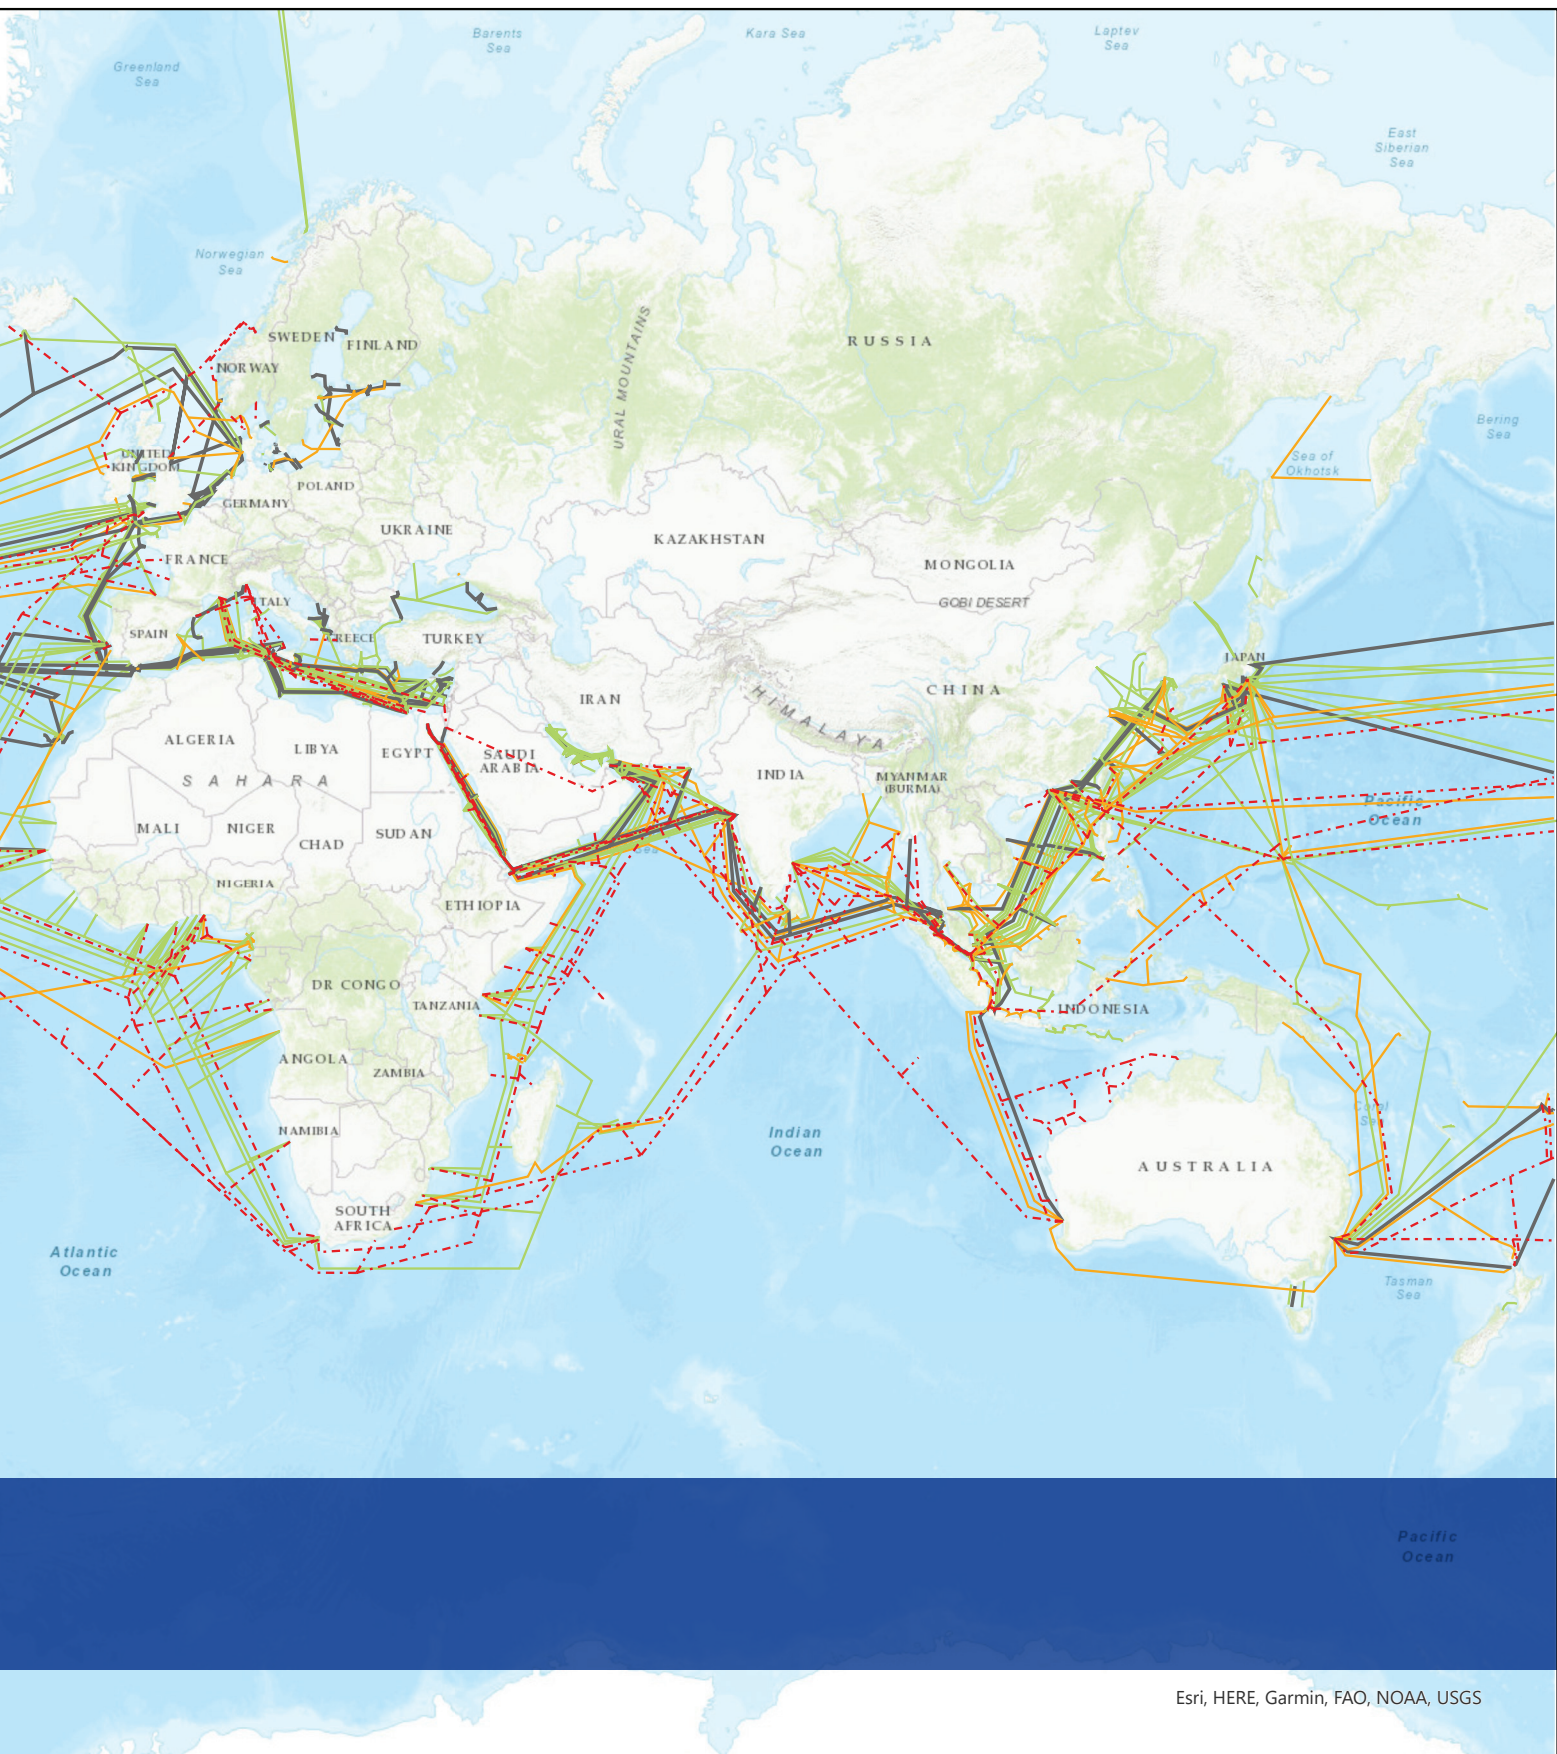 Barents
Sea
Kara Sea
Laptev
Sea
Greenland
Sea
East
Siberian
Sea
Norwegian
Sea
URAL MOUNTAINS
SWEDEN
FINLAND
RUSSIA
NORWAY
Bering
Sea
Sea of
Okhotsk
UNITED
KINGDOM
POLAND
GERMANY
UKRAINE
KAZAKHSTAN
FRANCE
MONGOLIA
ITALY
GOBI DESERT
SPAIN
GREECE
TURKEY
JAPAN
CHINA
IRAN
HIMALAYA
ALGERIA
LIBYA
EGYPT
SAUDI
ARABIA
SAHARA
INDIA
MYANMAR
(BURMA)
Pacific
Ocean
MALI
NIGER
CHAD
SUDAN
Sea
NIGERIA
ETHIOPIA
DR CONGO
TANZANIA
INDONESIA
ANGOLA
ZAMBIA
Coral
Sea
NAMIBIA
Indian
Ocean
AUSTRALIA
SOUTH
AFRICA
Atlantic
Ocean
Tasman
Sea
Pacific
Ocean
Esri, HERE, Garmin, FAO, NOAA, USGS